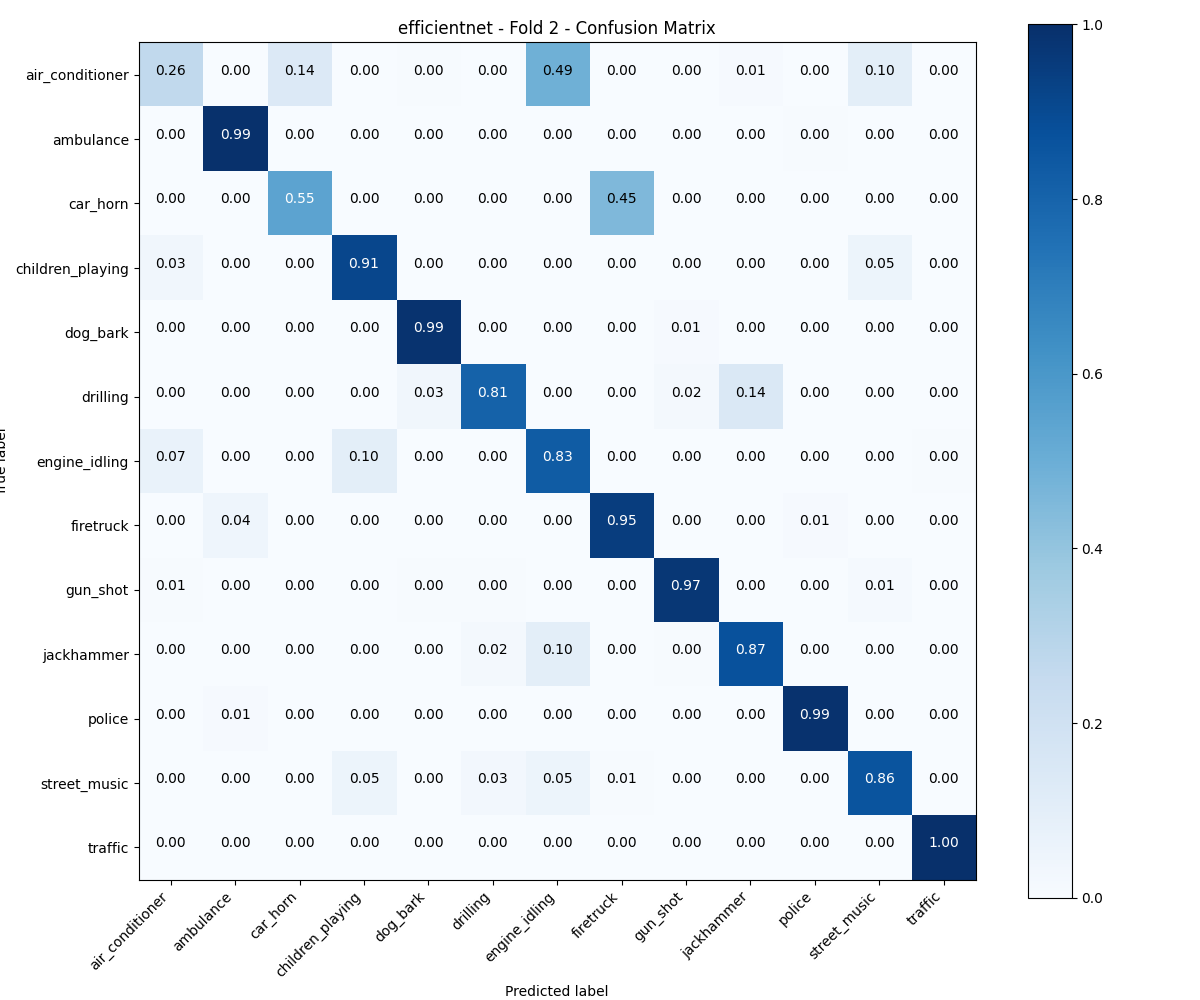 efficientnet - Fold 2 - Confusion Matrix
1.0
air_conditioner 0.26 0.00 0.14 0.00 0.00 0.00 0.49 0.00 0.00 0.01 0.00 0.10 0.00
ambulance 0.00 0.99 0.00 0.00 0.00 0.00 0.00 0.00 0.00 0.00 0.00 0.00 0.00
0.8
car_horn 0.00 0.00 0.55 0.00 0.00 0.00 0.00 0.45 0.00 0.00 0.00 0.00 0.00
children_playing 0.03 0.00 0.00 0.91 0.00 0.00 0.00 0.00 0.00 0.00 0.00 0.05 0.00
dog_bark 0.00 0.00 0.00 0.00 0.99 0.00 0.00 0.00 0.01 0.00 0.00 0.00 0.00
0.6
drilling 0.00 0.00 0.00 0.00 0.03 0.81 0.00 0.00 0.02 0.14 0.00 0.00 0.00
engine_idling 0.07 0.00 0.00 0.10 0.00 0.00 0.83 0.00 0.00 0.00 0.00 0.00 0.00
firetruck 0.00 0.04 0.00 0.00 0.00 0.00 0.00 0.95 0.00 0.00 0.01 0.00 0.00
0.4
gun_shot 0.01 0.00 0.00 0.00 0.00 0.00 0.00 0.00 0.97 0.00 0.00 0.01 0.00
jackhammer 0.00 0.00 0.00 0.00 0.00 0.02 0.10 0.00 0.00 0.87 0.00 0.00 0.00
police 0.00 0.01 0.00 0.00 0.00 0.00 0.00 0.00 0.00 0.00 0.99 0.00 0.00
0.2
street_music 0.00 0.00 0.00 0.05 0.00 0.03 0.05 0.01 0.00 0.00 0.00 0.86 0.00
traffic 0.00 0.00 0.00 0.00 0.00 0.00 0.00 0.00 0.00 0.00 0.00 0.00 1.00
0.0
air_conditioner ambulance car_horn children_playing dog_bark drilling engine_idling firetruck gun_shot jackhammer police street_music traffic
Predicted label